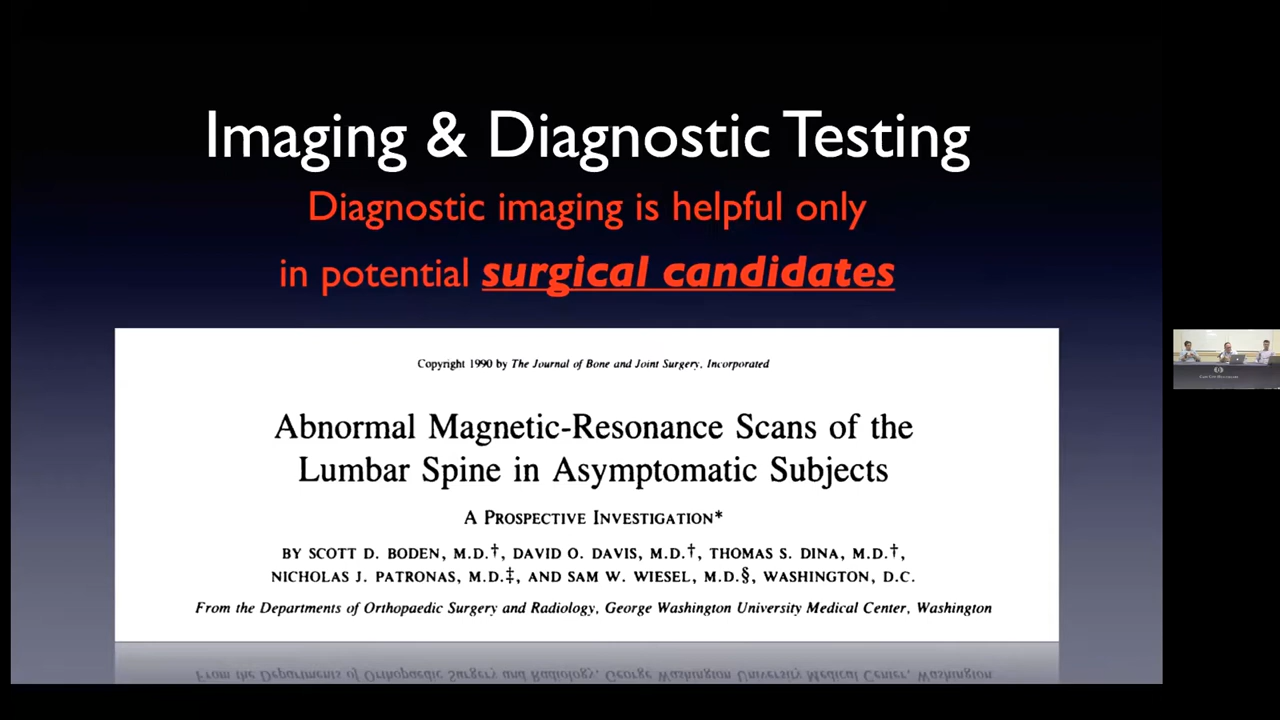 Imaging & Diagnostic Testing
Diagnostic imaging is helpful only
in potential surgical candidates
Copyright 1990 by The Journal of Bone and Joint Surgery, Incorporated
Abnormal Magnetic-Resonance Scans of the
Lumbar Spine in Asymptomatic Subjects
A PROSPECTIVE INVESTIGATION*
BY SCOTT D. BODEN, M.D.†, DAVID O. DAVIS, M.D.†, THOMAS S. DINA, M.D.†,
NICHOLAS J. PATRONAS, M.D.‡, AND SAM W. WIESEL, M.D.§, WASHINGTON, D.C.
From the Departments of Orthopaedic Surgery and Radiology, George Washington University Medical Center, Washington